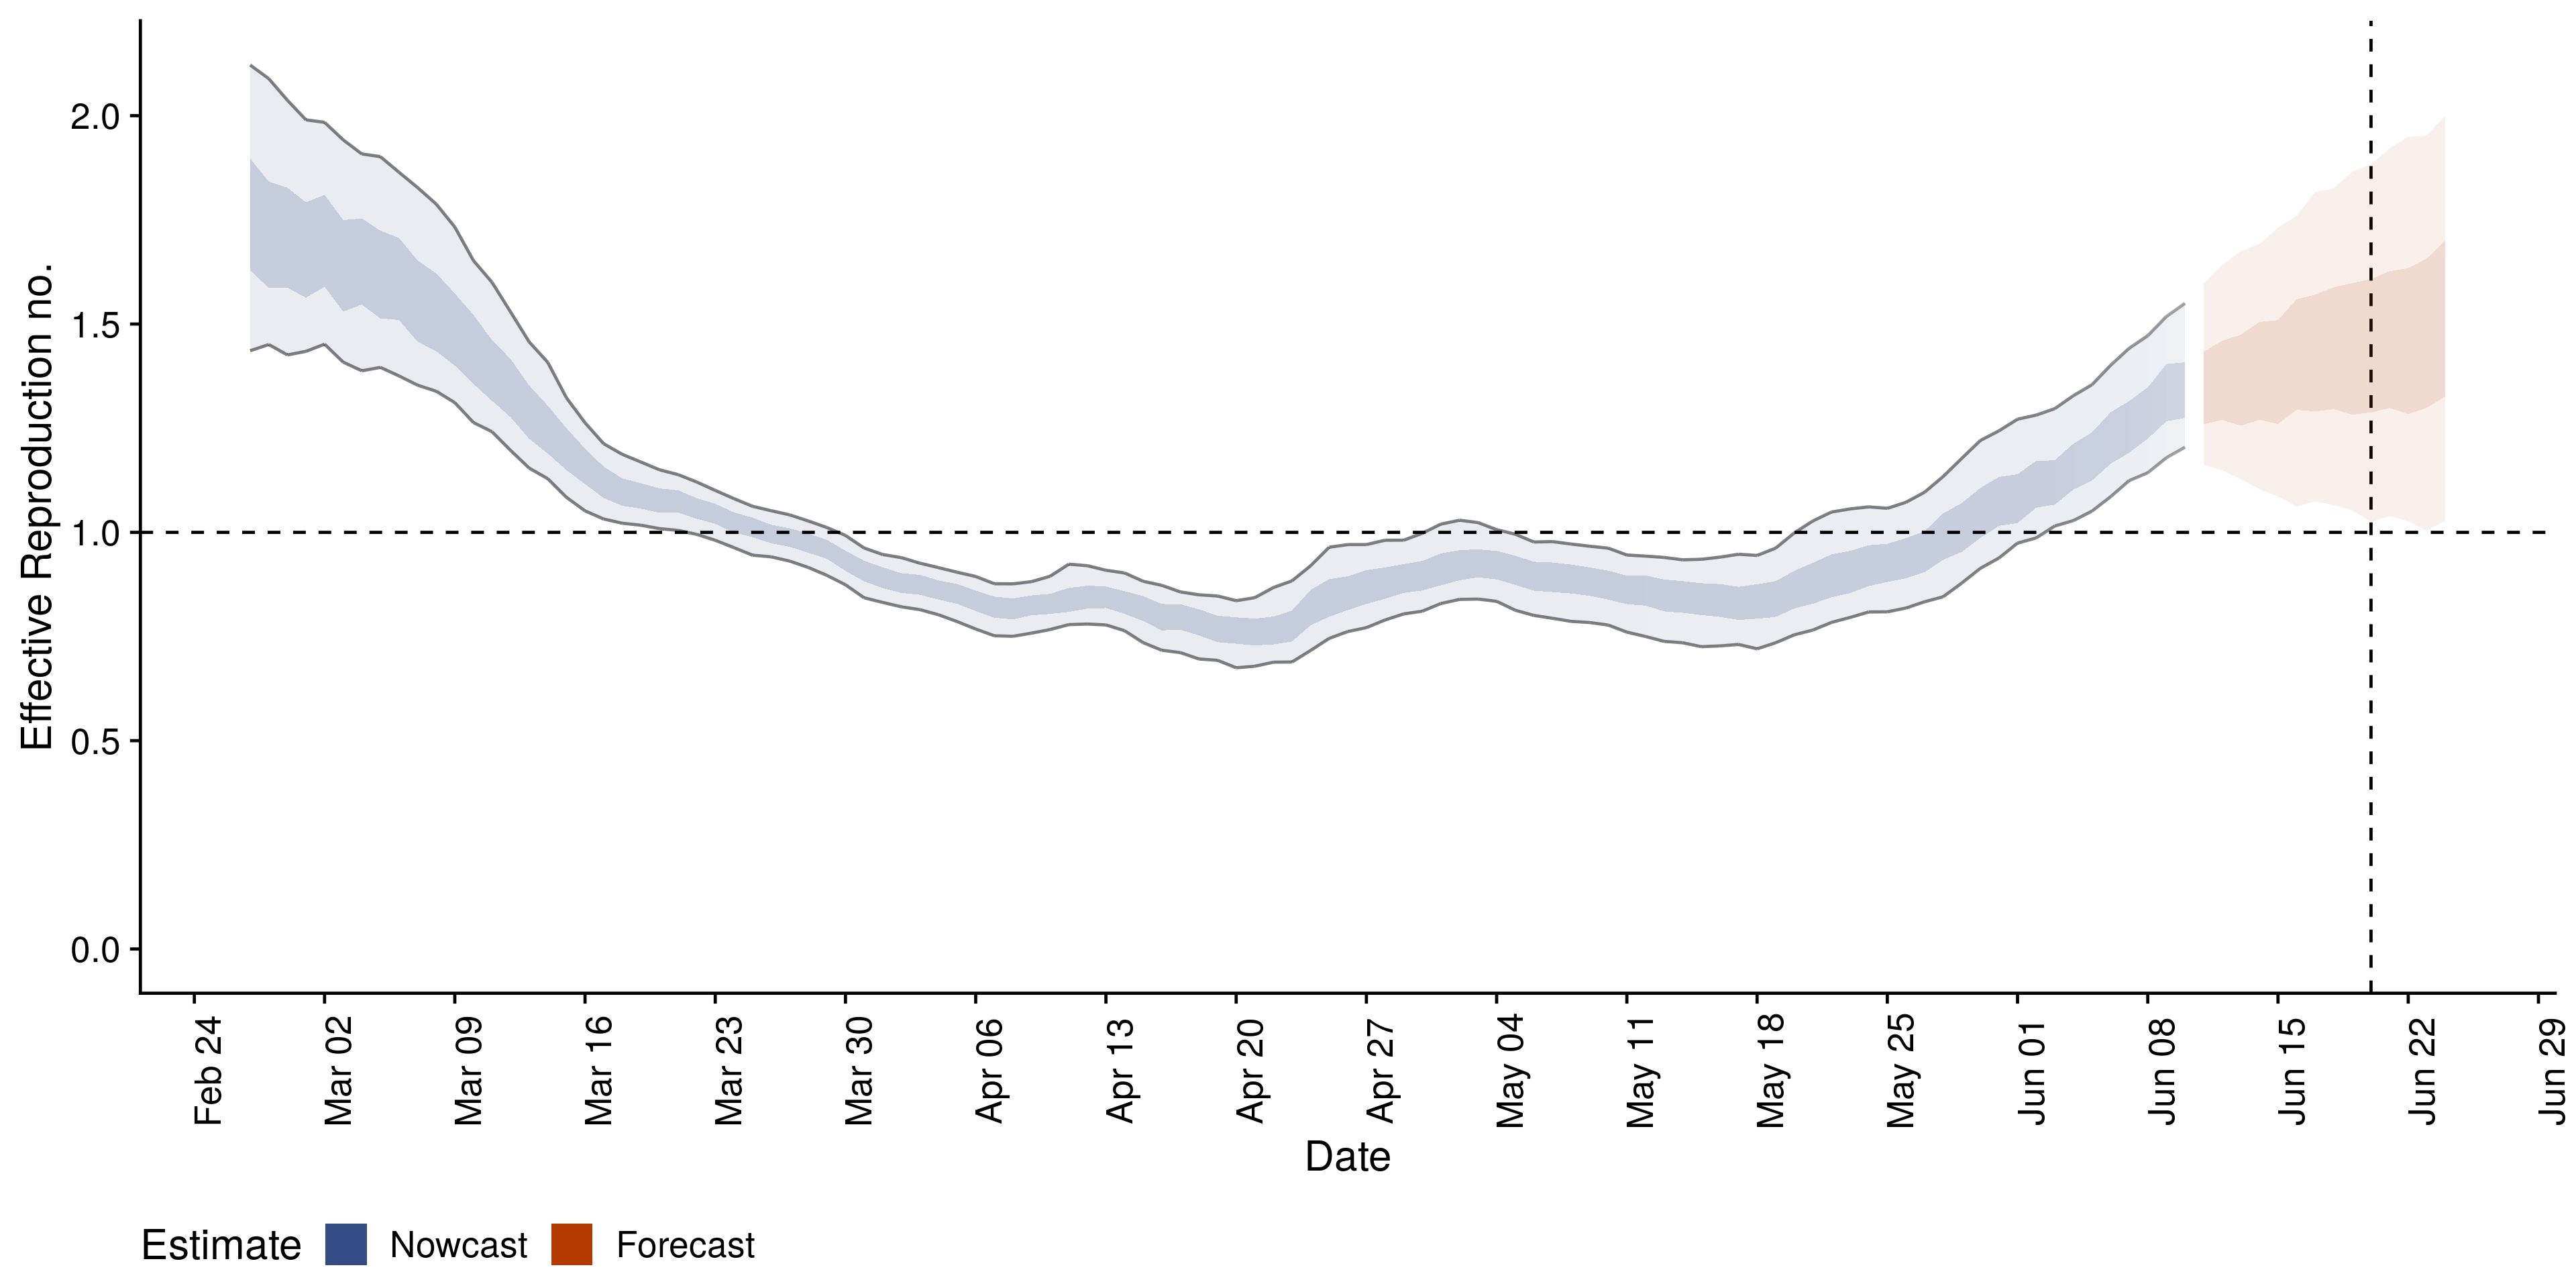 Effective Reproduction no.
2.0
1.5
1.0
0.5
0.0
Feb 24
Mar 02
Mar 09
Mar 16
Mar 23
Mar 30
Apr 06
Apr 13
Apr 20
Apr 27
May 04
May 11
May 18
May 25
Jun 01
Jun 08
Jun 15
Jun 22
Jun 29
Date
Estimate Nowcast Forecast